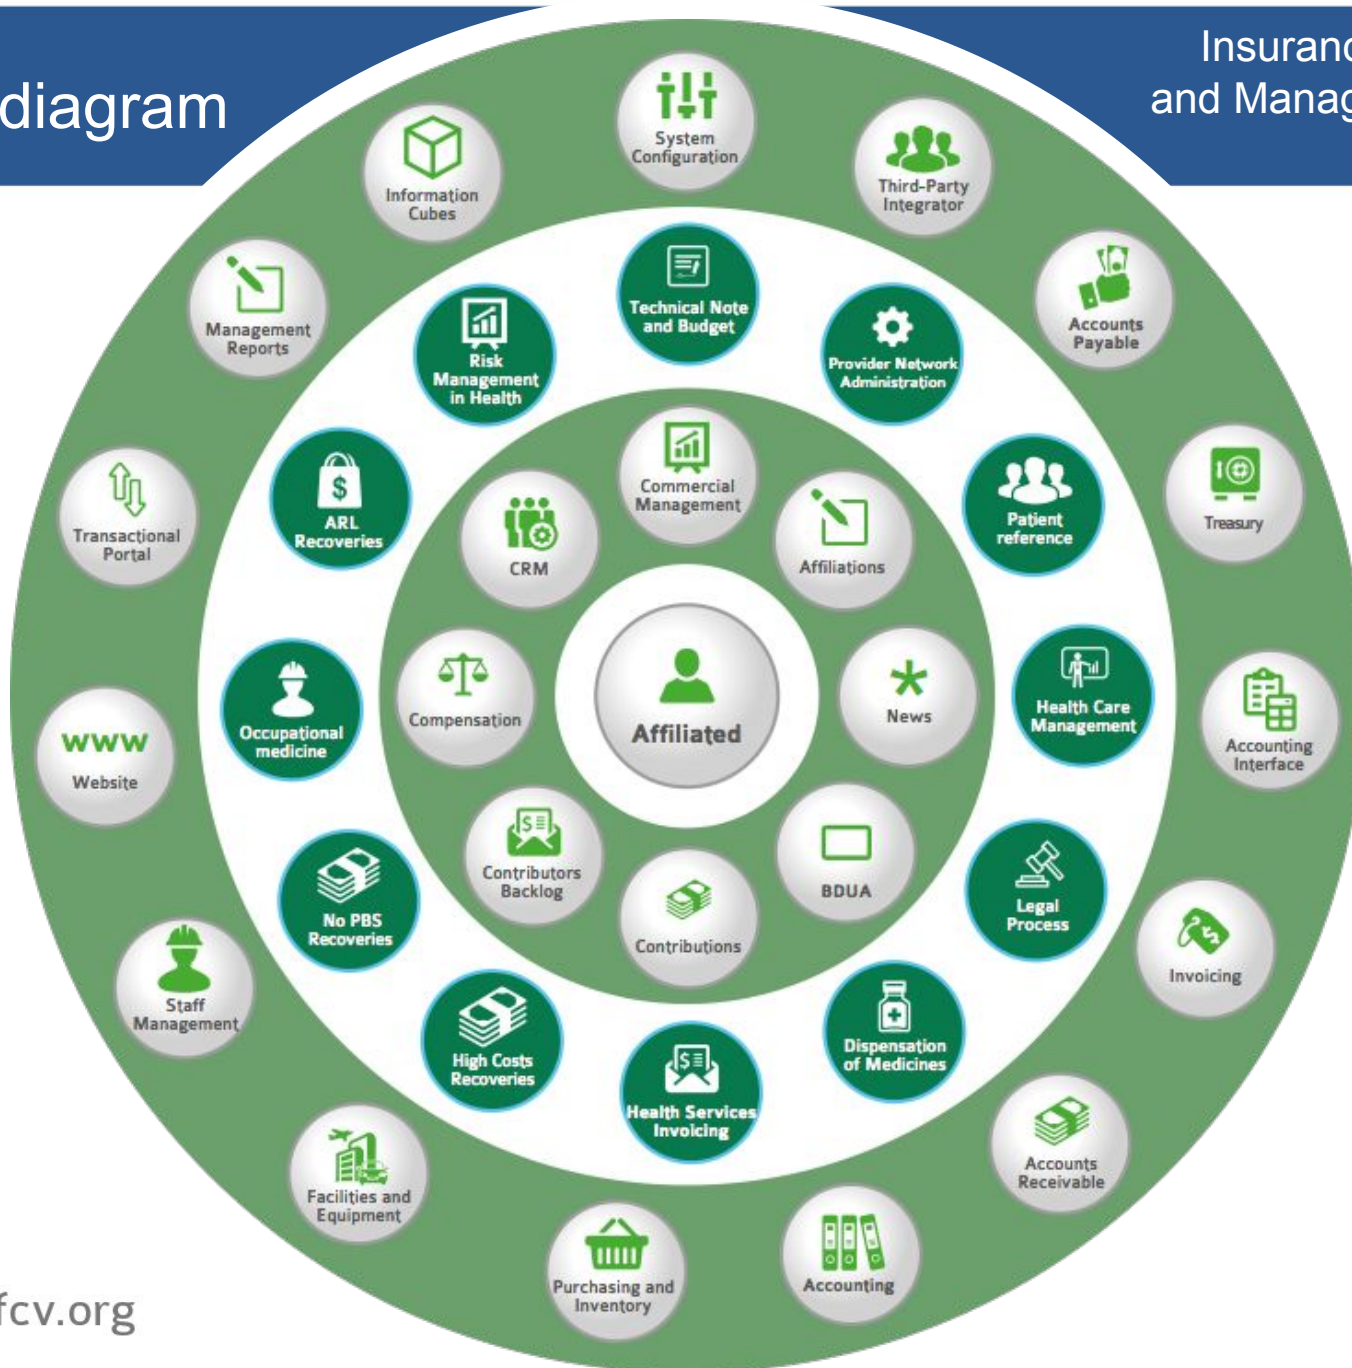 diagram
Insuranc
and Manag
System
Configuration
Third-Party
Integrator
Accounts
Payable
Treasury
Accounting
Interface
Invoicing
Accounts
Receivable
Accounting
Purchasing and
Inventory
Facilities and
Equipment
Staff
Management
www
Website
Transactional
Portal
Management
Reports
Information
Cubes
Technical Note
and Budget
Provider Network
Administration
Patient
reference
Health Care
Management
Legal
Process
Dispensation
of Medicines
$
Health Services
Invoicing
High Costs
Recoveries
No PBS
Recoveries
Occupational
medicine
$
ARL
Recoveries
Risk
Management
in Health
Commercial
Management
Affiliations
News
BDUA
Contributions
$
Contributors
Backlog
Compensation
CRM
Affiliated
fcv.org